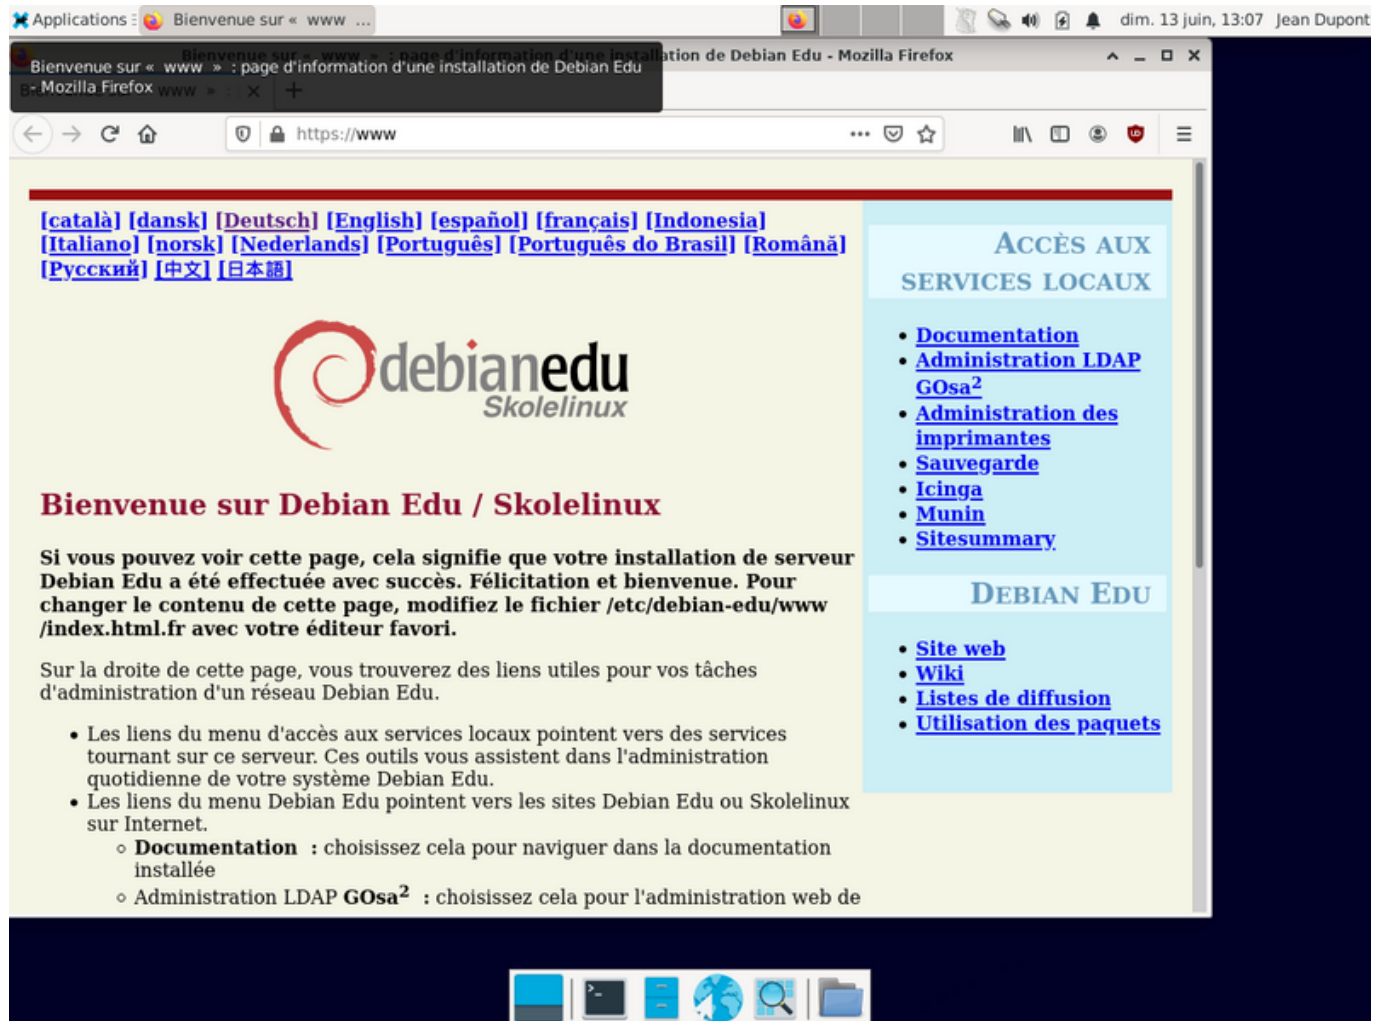 Applications
Bienvenue sur « www ...
dim. 13 juin, 13:07 Jean Dupont
Bienvenue sur « www » : page d'information d'une installation de Debian Edu - Mozilla Firefox
Bienvenue sur « www » : page d'information d'une installation de Debian Edu
- Mozilla Firefox
https://www
[català] [dansk] [Deutsch] [English] [español] [français] [Indonesia]
[Italiano] [norsk] [Nederlands] [Português] [Português do Brasil] [Română]
[Русский] [中文] [日本語]
debianedu
Skolelinux
Bienvenue sur Debian Edu / Skolelinux
Si vous pouvez voir cette page, cela signifie que votre installation de serveur
Debian Edu a été effectuée avec succès. Félicitation et bienvenue. Pour
changer le contenu de cette page, modifiez le fichier /etc/debian-edu/www
/index.html.fr avec votre éditeur favori.
Sur la droite de cette page, vous trouverez des liens utiles pour vos tâches
d'administration d'un réseau Debian Edu.
• Les liens du menu d'accès aux services locaux pointent vers des services
tournant sur ce serveur. Ces outils vous assistent dans l'administration
quotidienne de votre système Debian Edu.
• Les liens du menu Debian Edu pointent vers les sites Debian Edu ou Skolelinux
sur Internet.
◦ Documentation : choisissez cela pour naviguer dans la documentation
installée
◦ Administration LDAP GOsa² : choisissez cela pour l'administration web de
Accès aux
services locaux
• Documentation
• Administration LDAP
GOsa²
• Administration des
imprimantes
• Sauvegarde
• Icinga
• Munin
• Sitesummary
Debian Edu
• Site web
• Wiki
• Listes de diffusion
• Utilisation des paquets